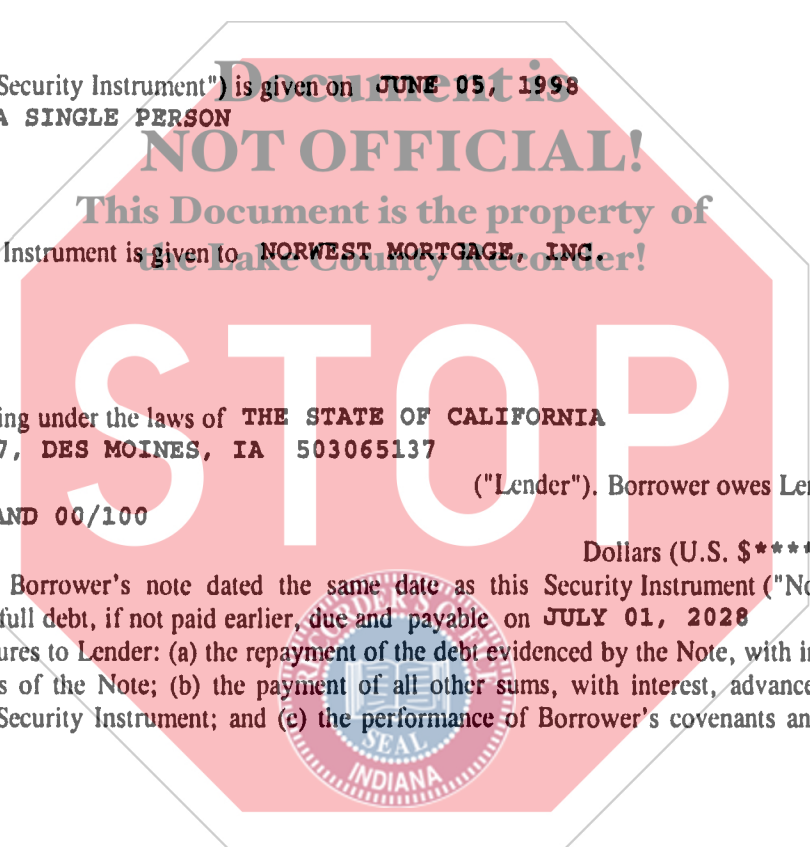 Document is
Security Instrument") is given on JUNE 05, 1998
A SINGLE PERSON
NOT OFFICIAL!
This Document is the property of
Instrument is given to NORWEST MORTGAGE, INC.
the Lake County Recorder!
STOP
ing under the laws of THE STATE OF CALIFORNIA
7, DES MOINES, IA 503065137
("Lender"). Borrower owes Len
AND 00/100
Dollars (U.S. $****
Borrower's note dated the same date as this Security Instrument ("No
full debt, if not paid earlier, due and payable on JULY 01, 2028
ures to Lender: (a) the repayment of the debt evidenced by the Note, with in
s of the Note; (b) the payment of all other sums, with interest, advance
Security Instrument; and (c) the performance of Borrower's covenants an
RECORDER'S OFFICE
SEAL
INDIANA